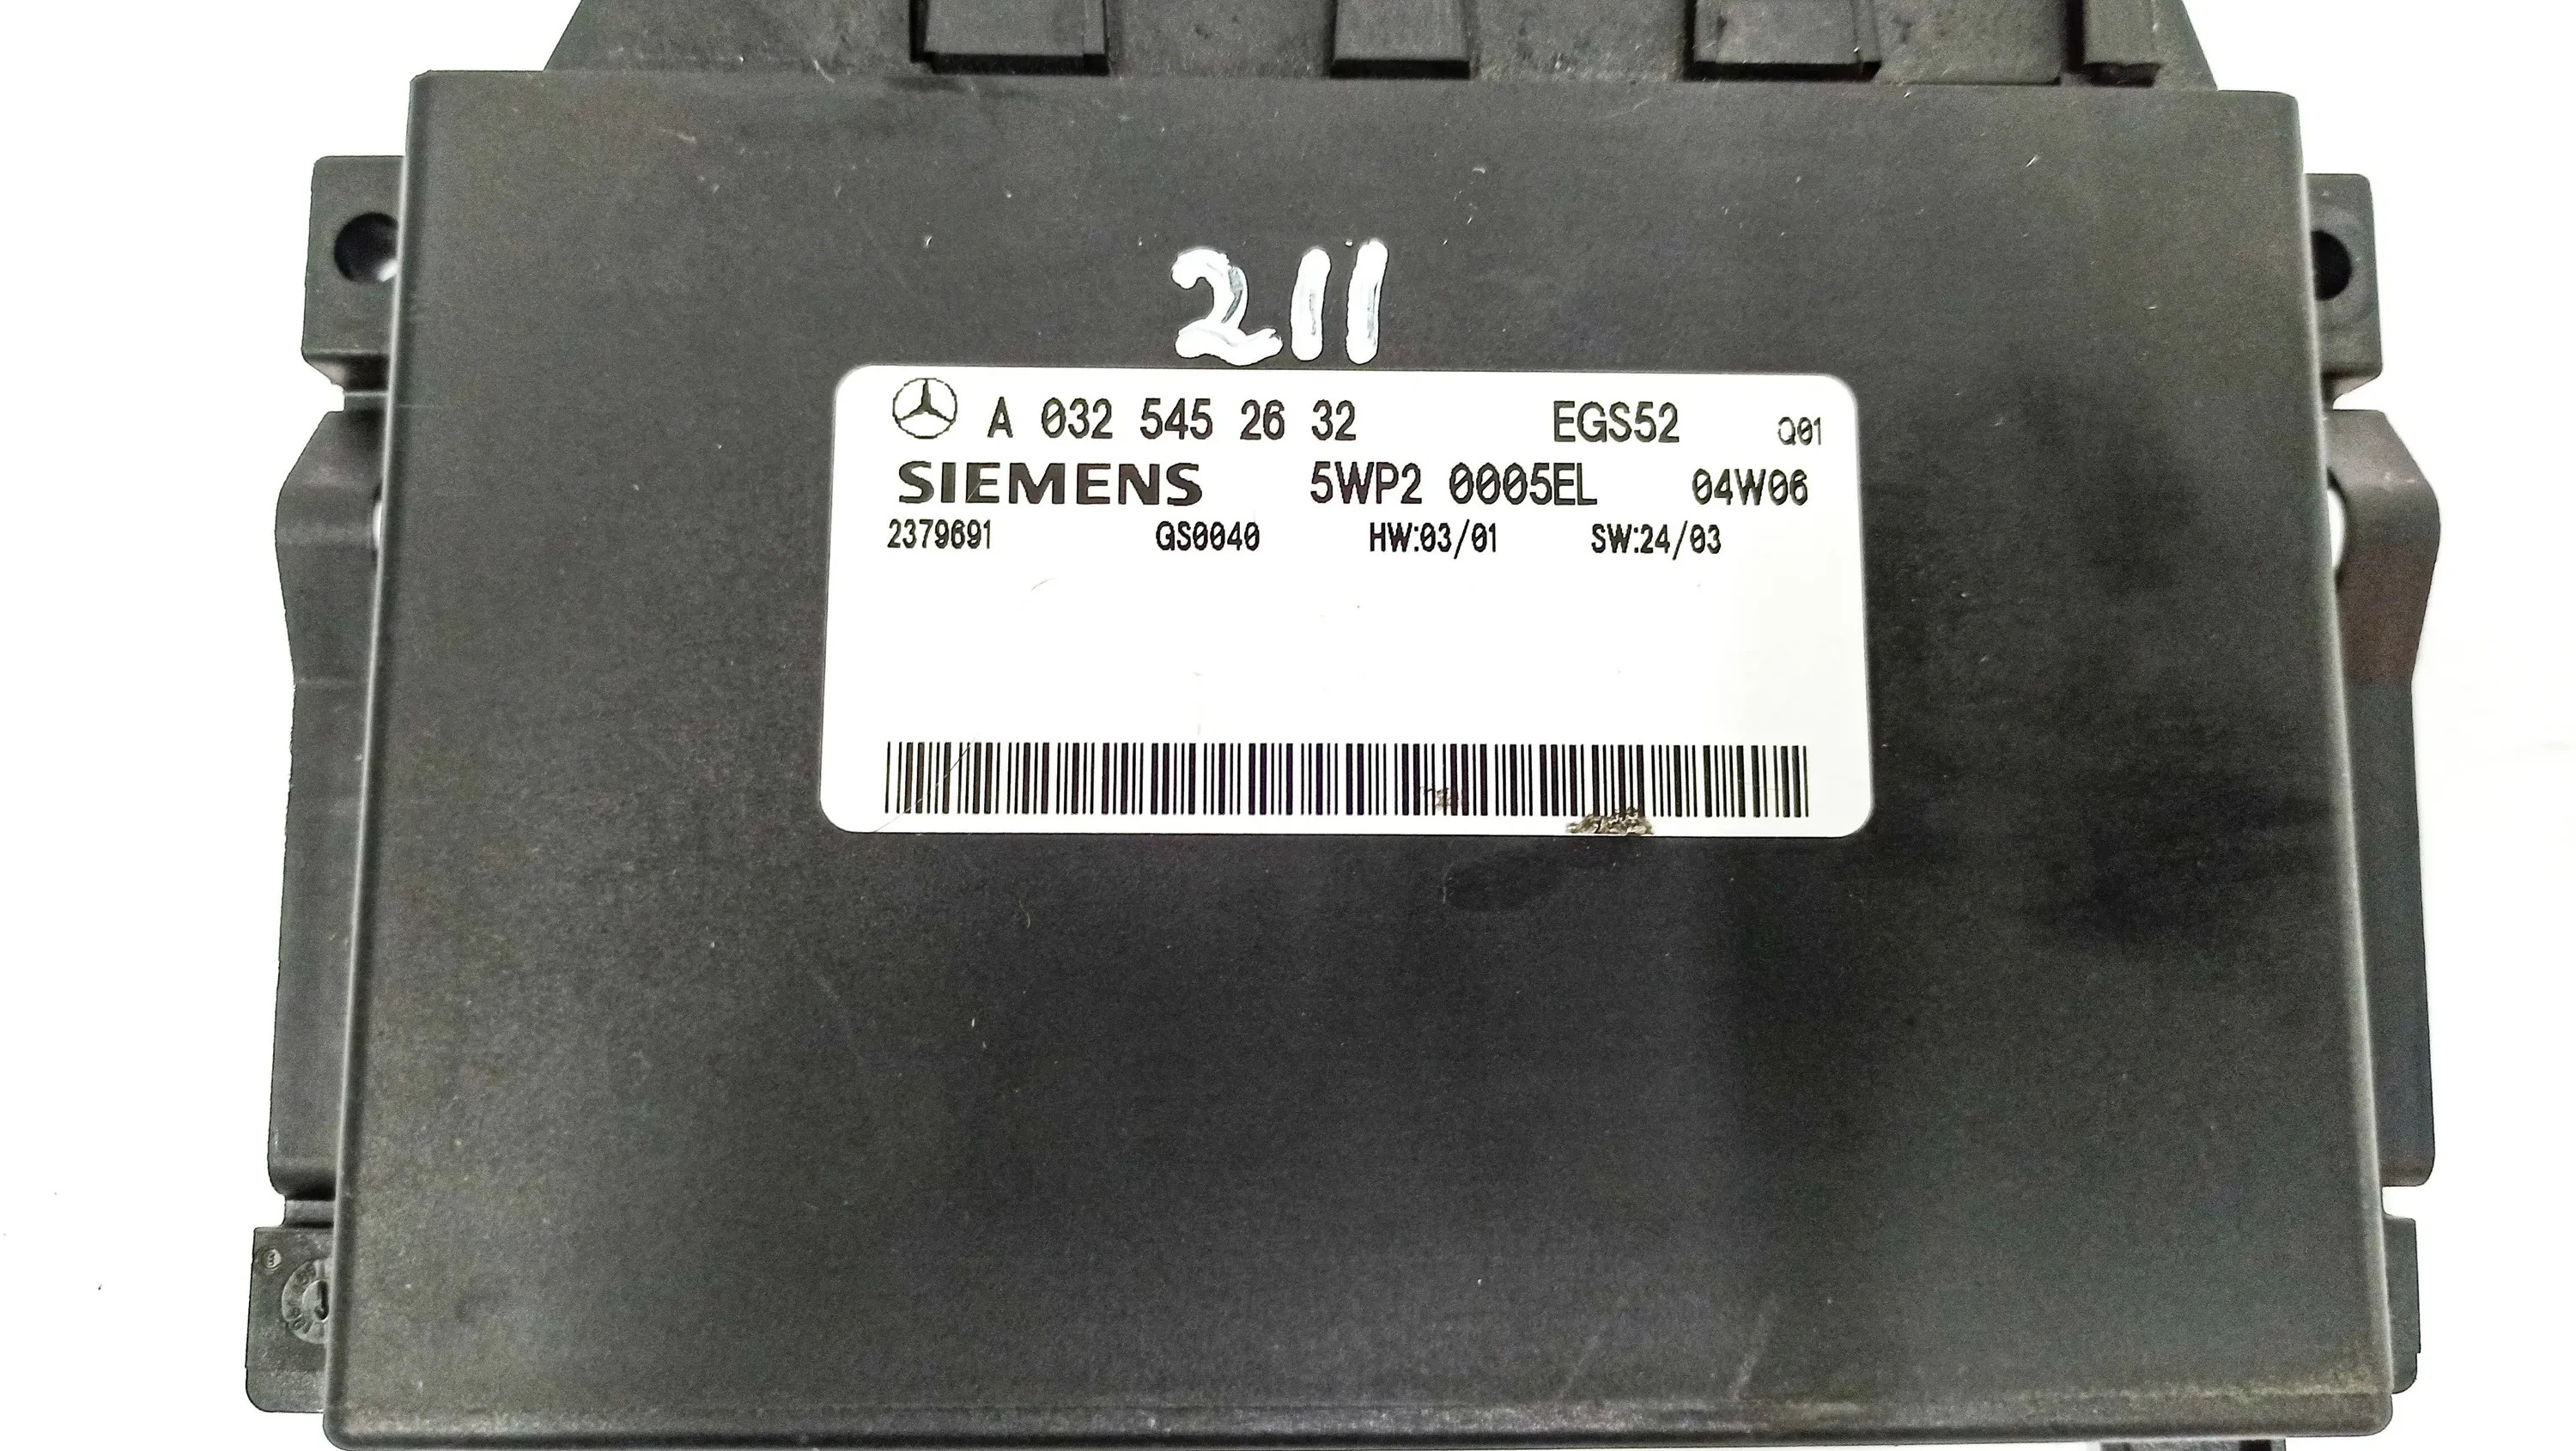 211
A 032 545 26 32 EGS52 Q01
SIEMENS 5WP2 0005EL 04W06
2379691 GS0040 HW:03/01 SW:24/03